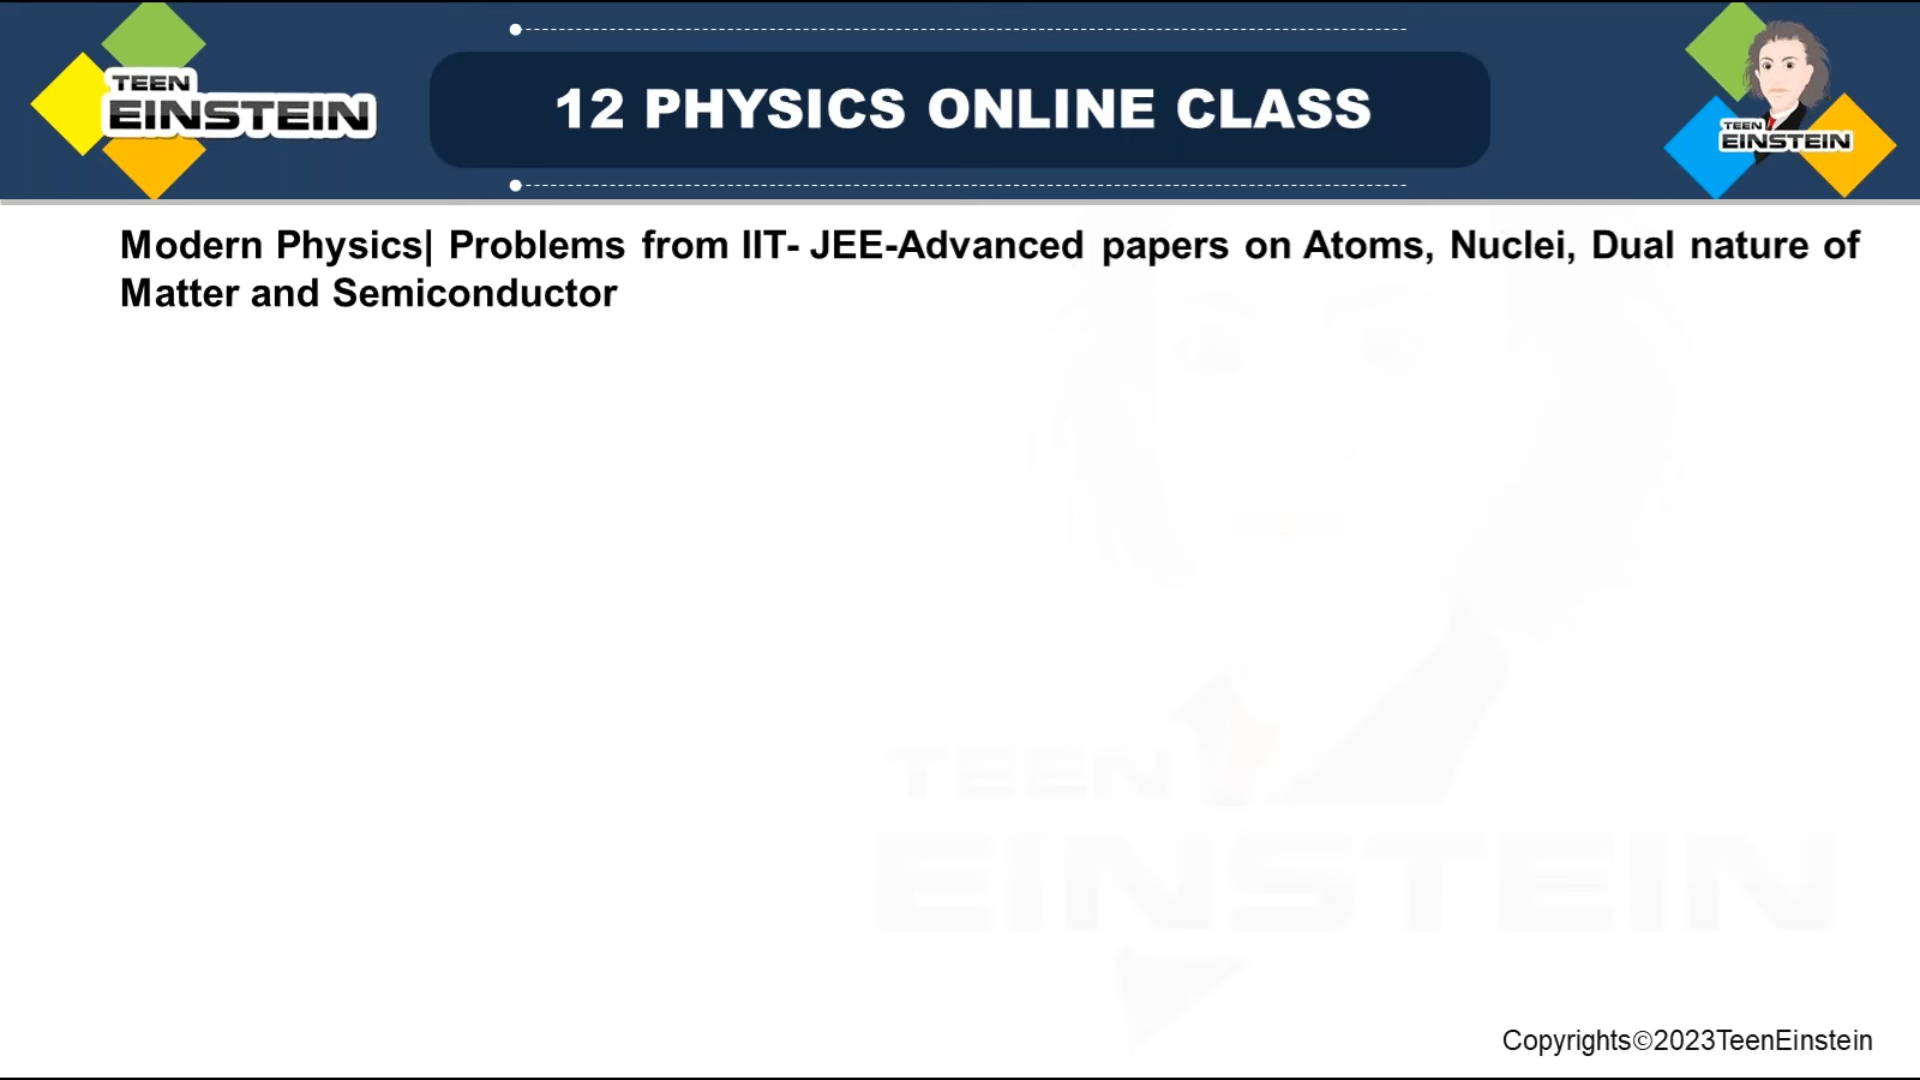 TEEN
EINSTEIN
12 PHYSICS ONLINE CLASS
TEEN
EINSTEIN
Modern Physics| Problems from IIT- JEE-Advanced papers on Atoms, Nuclei, Dual nature of
Matter and Semiconductor
TEEN
EINSTEIN
Copyrights©2023TeenEinstein